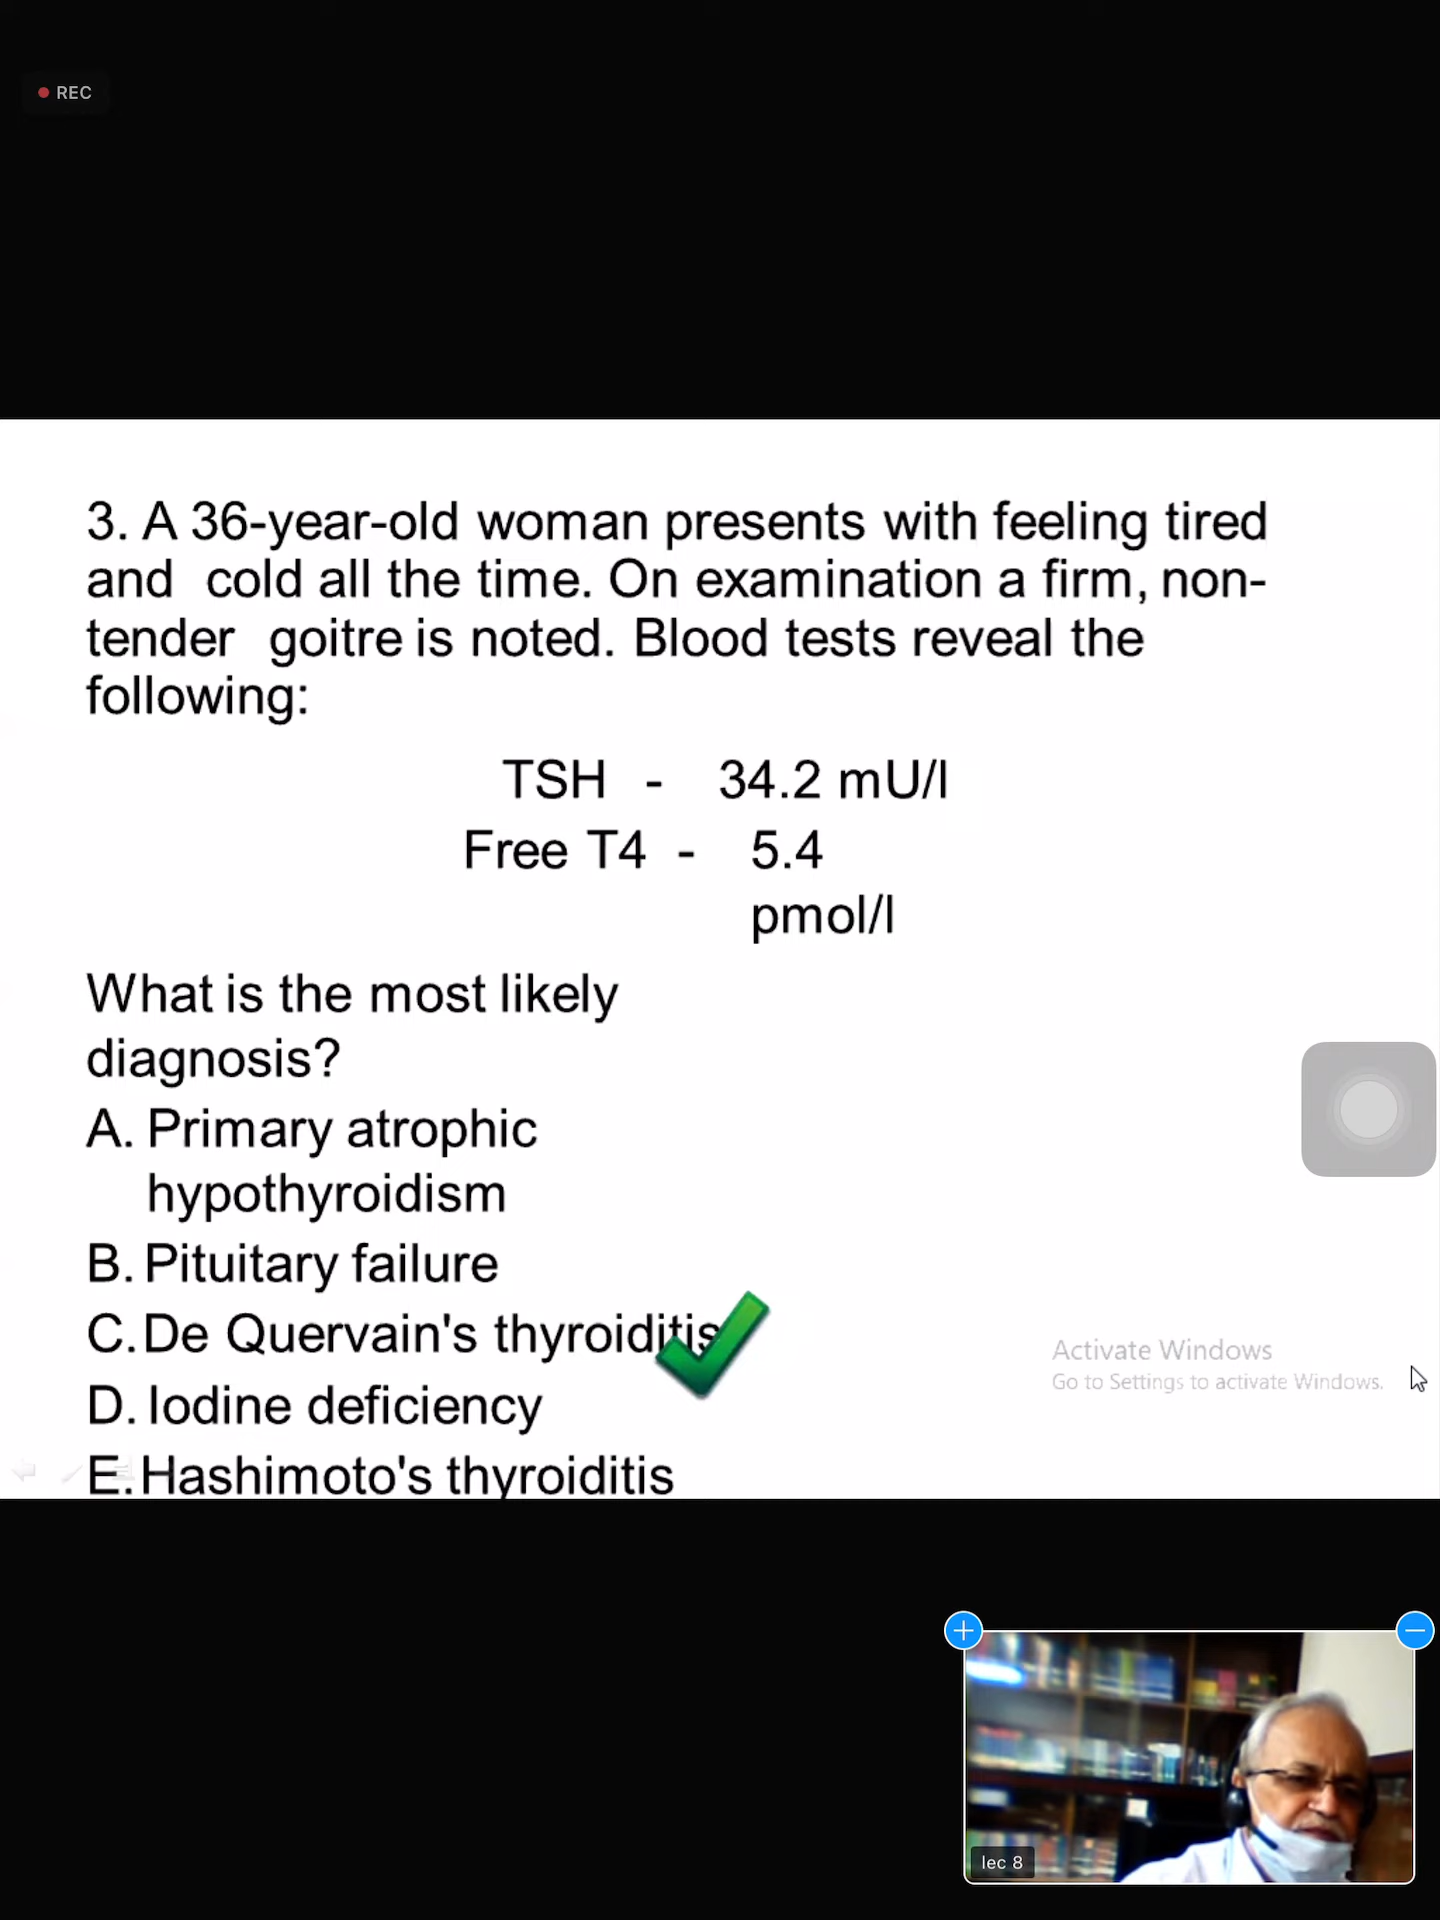 REC
3. A 36-year-old woman presents with feeling tired
and cold all the time. On examination a firm, non-
tender goitre is noted. Blood tests reveal the
following:
TSH - 34.2 mU/l
Free T4 - 5.4
pmol/l
What is the most likely
diagnosis?
A. Primary atrophic
hypothyroidism
B. Pituitary failure
C. De Quervain's thyroiditis
D. Iodine deficiency
E. Hashimoto's thyroiditis
Activate Windows
Go to Settings to activate Windows.
lec 8